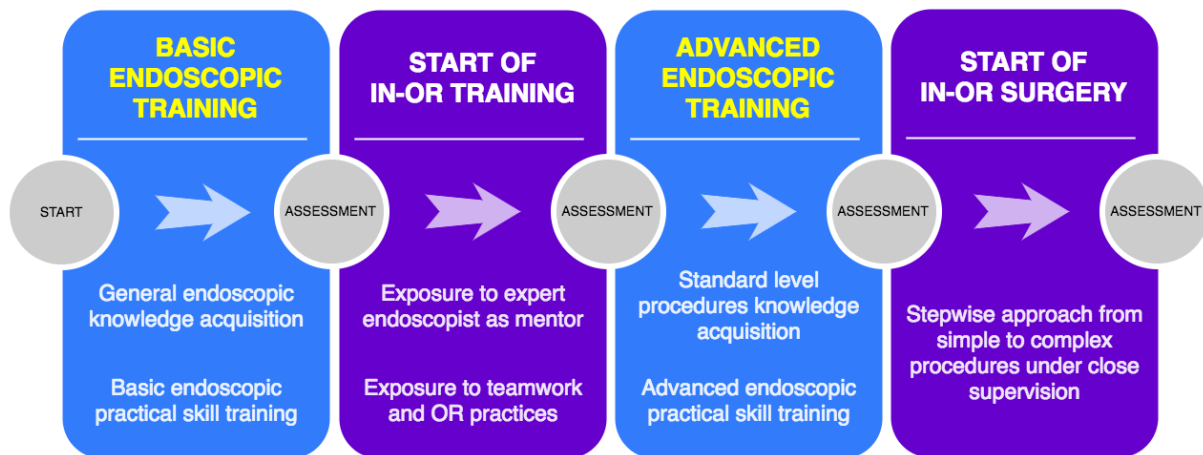 BASIC
ENDOSCOPIC
TRAINING
START OF
IN-OR TRAINING
ADVANCED
ENDOSCOPIC
TRAINING
START OF
IN-OR SURGERY
START
ASSESSMENT
ASSESSMENT
ASSESSMENT
ASSESSMENT
General endoscopic
knowledge acquisition
Basic endoscopic
practical skill training
Exposure to expert
endoscopist as mentor
Exposure to teamwork
and OR practices
Standard level
procedures knowledge
acquisition
Advanced endoscopic
practical skill training
Stepwise approach from
simple to complex
procedures under close
supervision